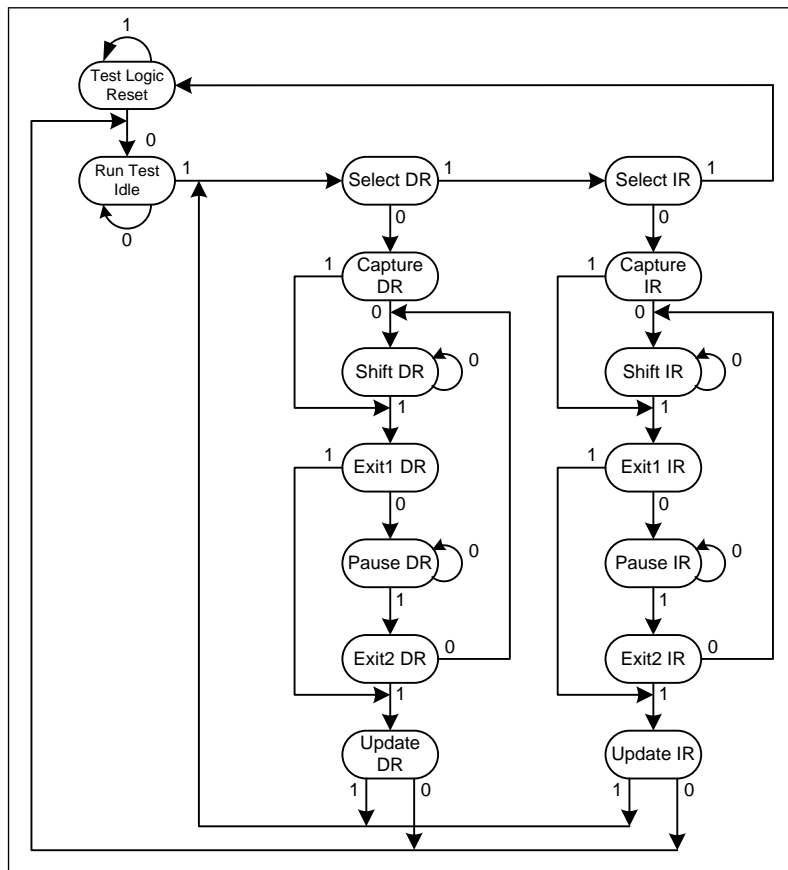 1
Test Logic
Reset
0
Run Test
Idle
1
0
Select DR
1
0
Select IR
1
0
1
Capture
DR
0
1
Capture
IR
0
Shift DR
0
1
Shift IR
0
1
1
Exit1 DR
0
1
Exit1 IR
0
Pause DR
0
1
Pause IR
0
1
Exit2 DR
0
1
Exit2 IR
0
1
Update
DR
1
0
Update IR
1
0